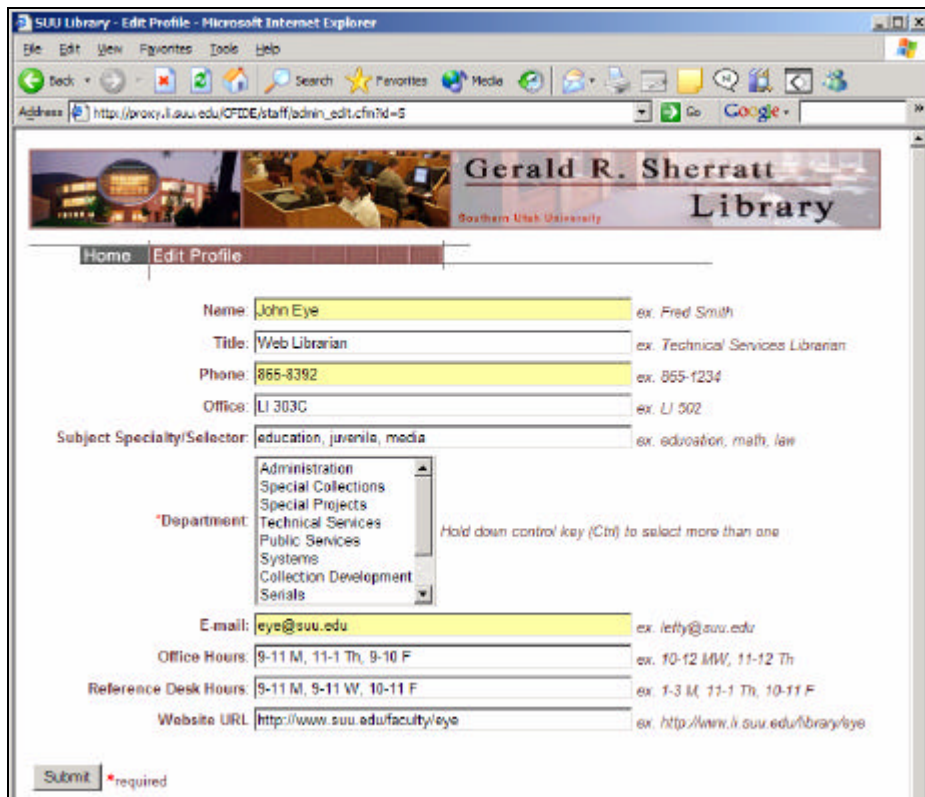 SUU Library - Edit Profile - Microsoft Internet Explorer
File Edit View Favorites Tools Help
Back Search Favorites Media
Address http://proxy.li.suu.edu/CFIDE/staff/admin_edit.cfm?id=5 Go Google
Gerald R. Sherratt
Library
Southern Utah University
Home Edit Profile
Name: John Eye ex. Fred Smith
Title: Web Librarian ex. Technical Services Librarian
Phone: 865-8392 ex. 865-1234
Office: LI 303C ex. LI 502
Subject Specialty/Selector: education, juvenile, media ex. education, math, law
Administration
Special Collections
Special Projects
*Department: Technical Services Hold down control key (Ctrl) to select more than one
Public Services
Systems
Collection Development
Serials
E-mail: eye@suu.edu ex. lefty@suu.edu
Office Hours: 9-11 M, 11-1 Th, 9-10 F ex. 10-12 MW, 11-12 Th
Reference Desk Hours: 9-11 M, 9-11 W, 10-11 F ex. 1-3 M, 11-1 Th, 10-11 F
Website URL http://www.suu.edu/faculty/eye ex. http://www.li.suu.edu/library/eye
Submit *required